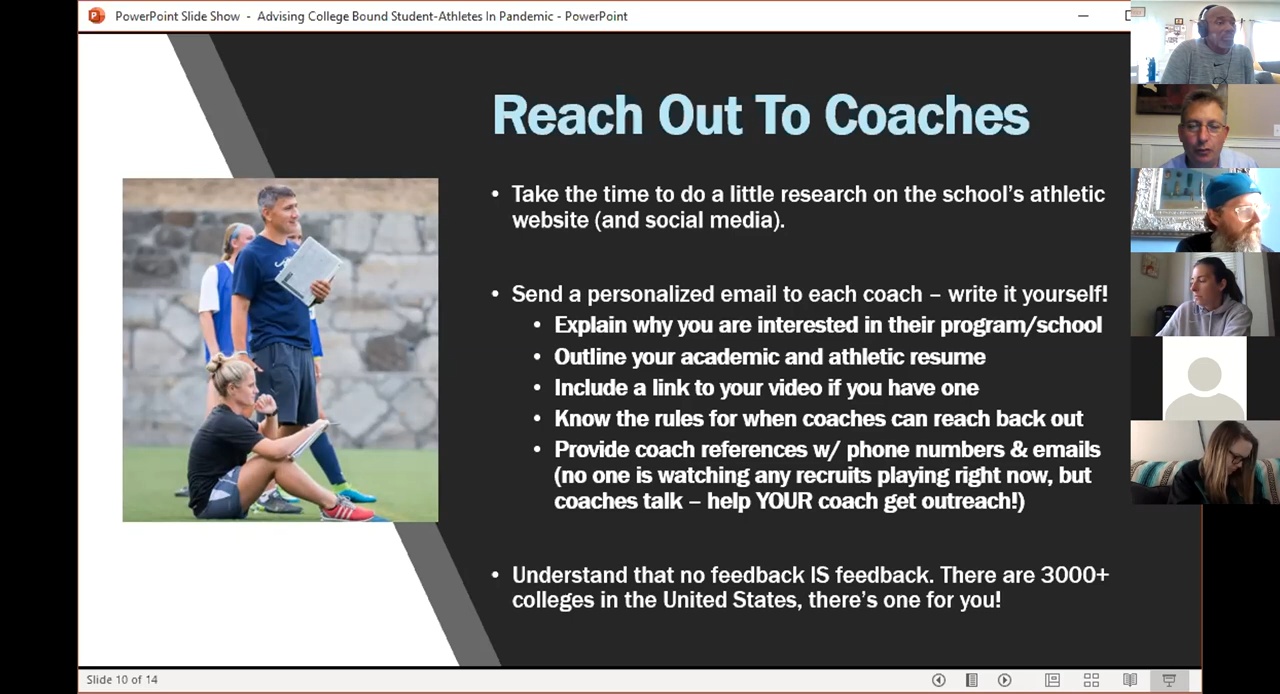 PowerPoint Slide Show - Advising College Bound Student-Athletes In Pandemic - PowerPoint
Reach Out To Coaches
• Take the time to do a little research on the school's athletic
website (and social media).
• Send a personalized email to each coach – write it yourself!
• Explain why you are interested in their program/school
• Outline your academic and athletic resume
• Include a link to your video if you have one
• Know the rules for when coaches can reach back out
• Provide coach references w/ phone numbers & emails
(no one is watching any recruits playing right now, but
coaches talk – help YOUR coach get outreach!)
• Understand that no feedback IS feedback. There are 3000+
colleges in the United States, there's one for you!
Slide 10 of 14